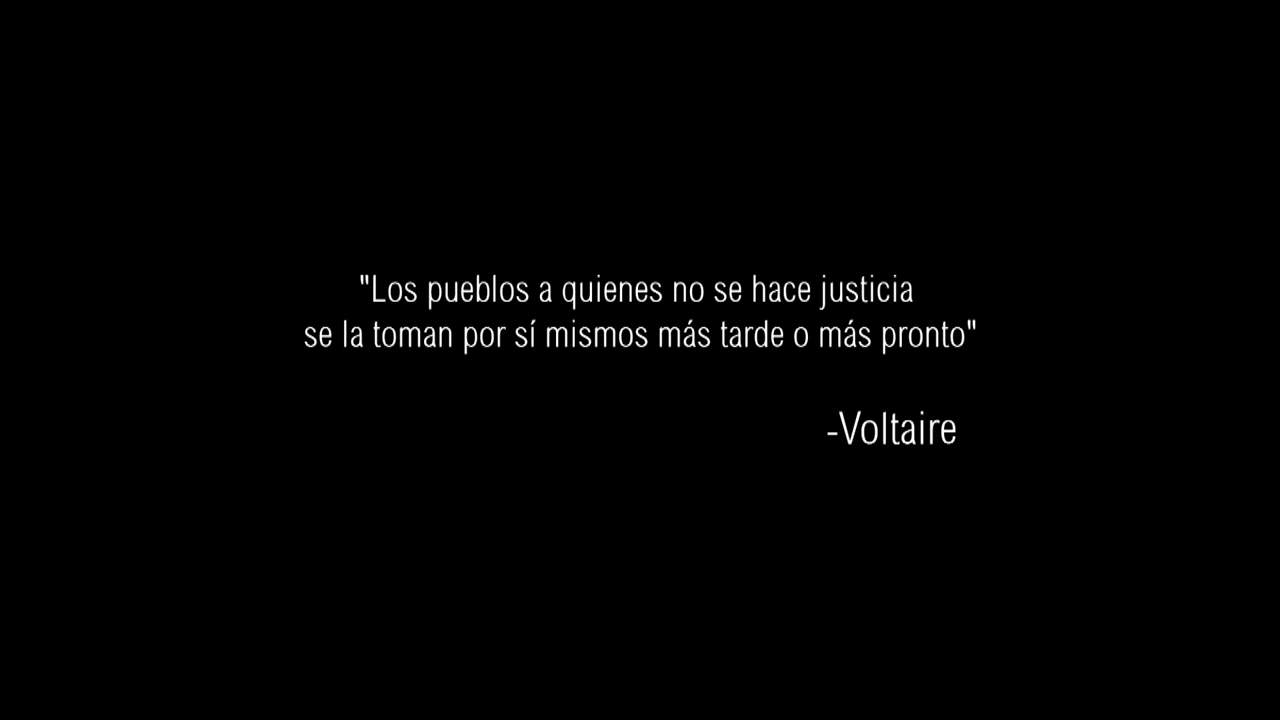 "Los pueblos a quienes no se hace justicia
se la toman por sí mismos más tarde o más pronto"
-Voltaire